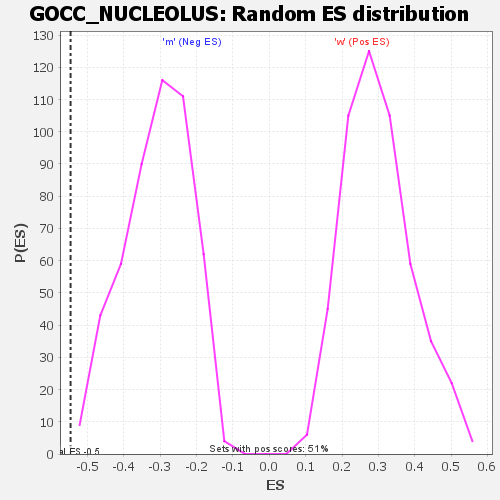 GOCC_NUCLEOLUS: Random ES distribution
'm' (Neg ES) 'w' (Pos ES)
130
120
110
100
90
80
70
60
50
40
30
20
10
0
P(ES)
al ES -0.5
Sets with pos scores: 51%
-0.5 -0.4 -0.3 -0.2 -0.1 0.0 0.1 0.2 0.3 0.4 0.5 0.6
ES